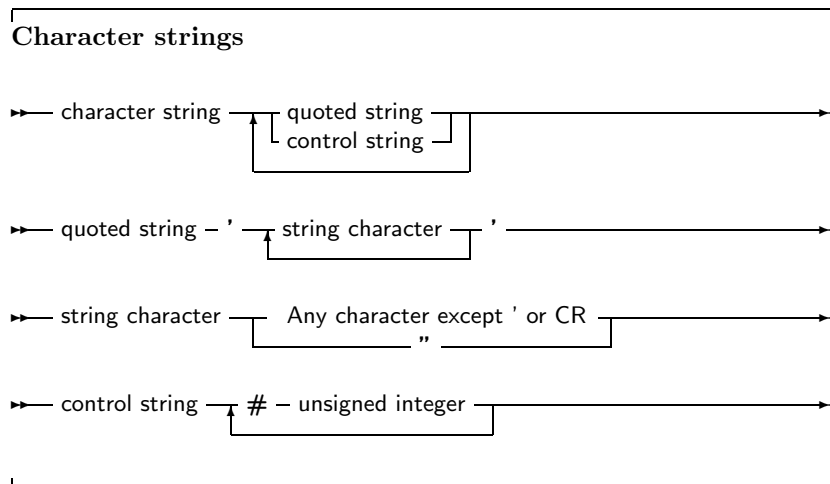 Character strings
character string quoted string
control string
quoted string ' string character '
string character Any character except ' or CR
''
control string # unsigned integer